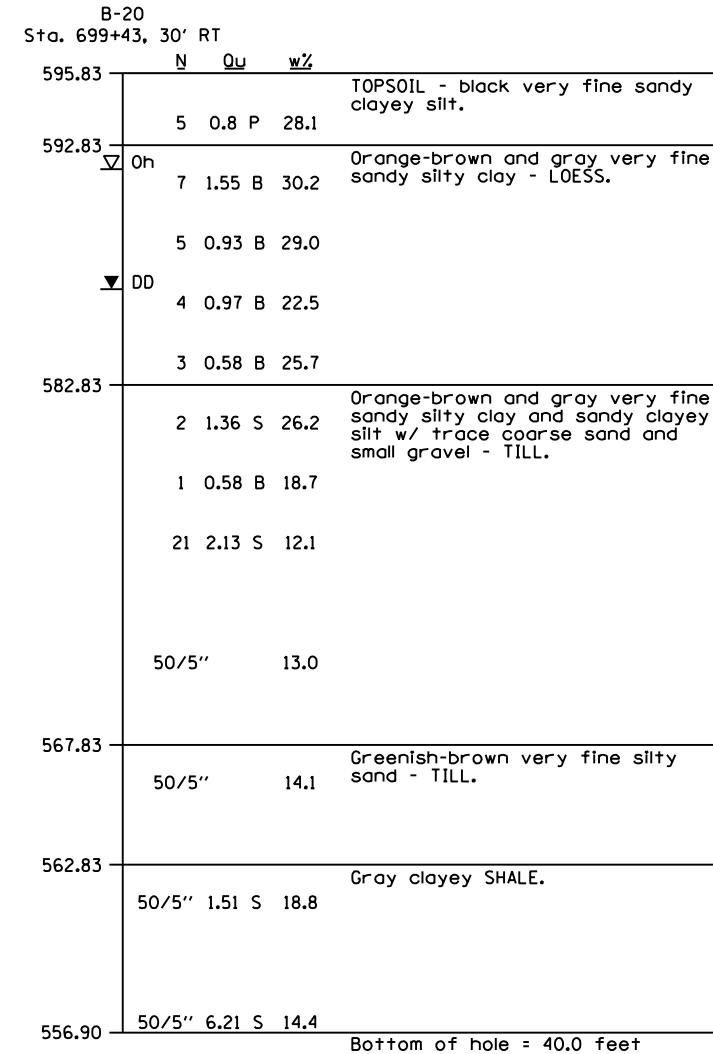 B-20
Sta. 699+43, 30' RT
N Qu w%
595.83
TOPSOIL - black very fine sandy
clayey silt.
5 0.8 P 28.1
592.83
Orange-brown and gray very fine
sandy silty clay - LOESS.
0h
7 1.55 B 30.2
5 0.93 B 29.0
DD
4 0.97 B 22.5
3 0.58 B 25.7
582.83
Orange-brown and gray very fine
sandy silty clay and sandy clayey
silt w/ trace coarse sand and
small gravel - TILL.
2 1.36 S 26.2
1 0.58 B 18.7
21 2.13 S 12.1
50/5'' 13.0
567.83
Greenish-brown very fine silty
sand - TILL.
50/5'' 14.1
562.83
Gray clayey SHALE.
50/5'' 1.51 S 18.8
50/5'' 6.21 S 14.4
556.90
Bottom of hole = 40.0 feet